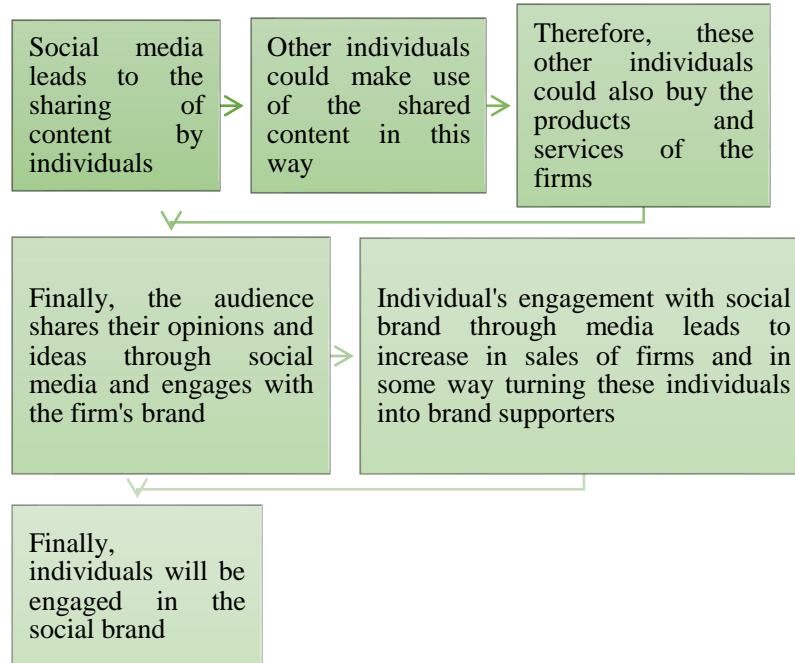 Social media
leads to the
sharing of
content by
individuals
Other individuals
could make use
of the shared
content in this
way
Therefore, these
other individuals
could also buy the
products and
services of the
firms
Finally, the audience
shares their opinions and
ideas through social
media and engages with
the firm's brand
Individual's engagement with social
brand through media leads to
increase in sales of firms and in
some way turning these individuals
into brand supporters
Finally,
individuals will be
engaged in the
social brand